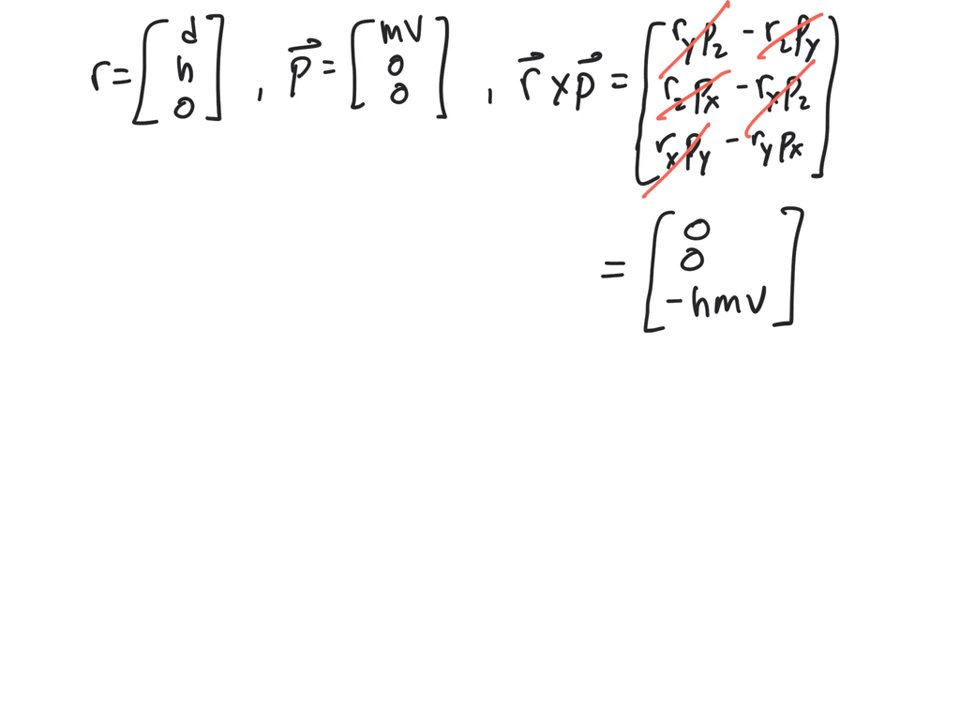 r = [d h 0] , p⃗ = [mv 0 0] , r⃗ x p⃗ = [r_y p_z - r_z p_y
r_z p_x - r_x p_z
r_x p_y - r_y p_x]
= [0
0
-hmv]